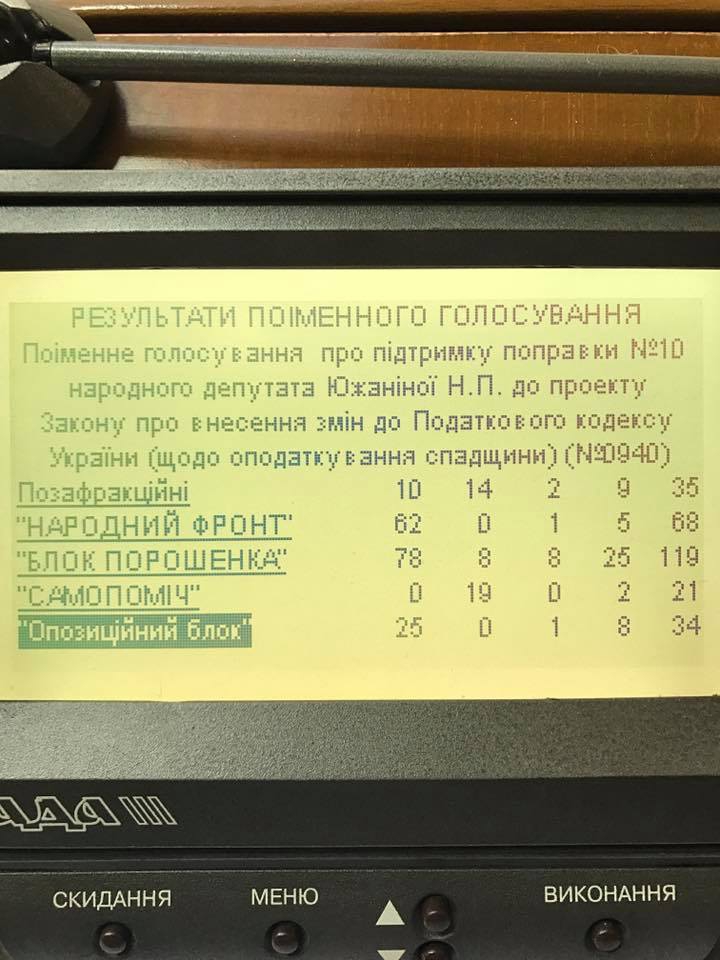 РЕЗУЛЬТАТИ ПОІМЕННОГО ГОЛОСУВАННЯ
Поіменне голосування про підтримку поправки №10
народного депутата Южаніної Н.П. до проекту
Закону про внесення змін до Податкового кодексу
України (щодо оподаткування спадщини) (№0940)
Позафракційні 10 14 2 9 35
"НАРОДНИЙ ФРОНТ" 62 0 1 5 68
"БЛОК ПОРОШЕНКА" 78 8 8 25 119
"САМОПОМІЧ" 0 19 0 2 21
"Опозиційний блок" 25 0 1 8 34
РАДА III
СКИДАННЯ МЕНЮ ▲ ВИКОНАННЯ
▼